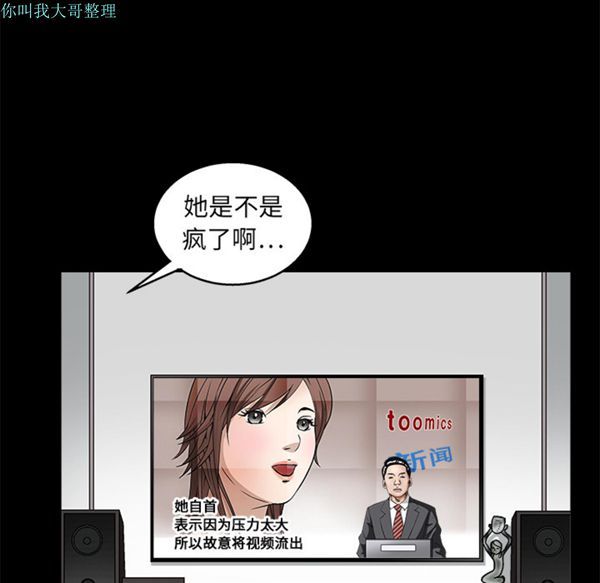 你叫我大哥整理
她是不是
疯了啊...
toomics
新闻
她自首
表示因为压力太大
所以故意将视频流出